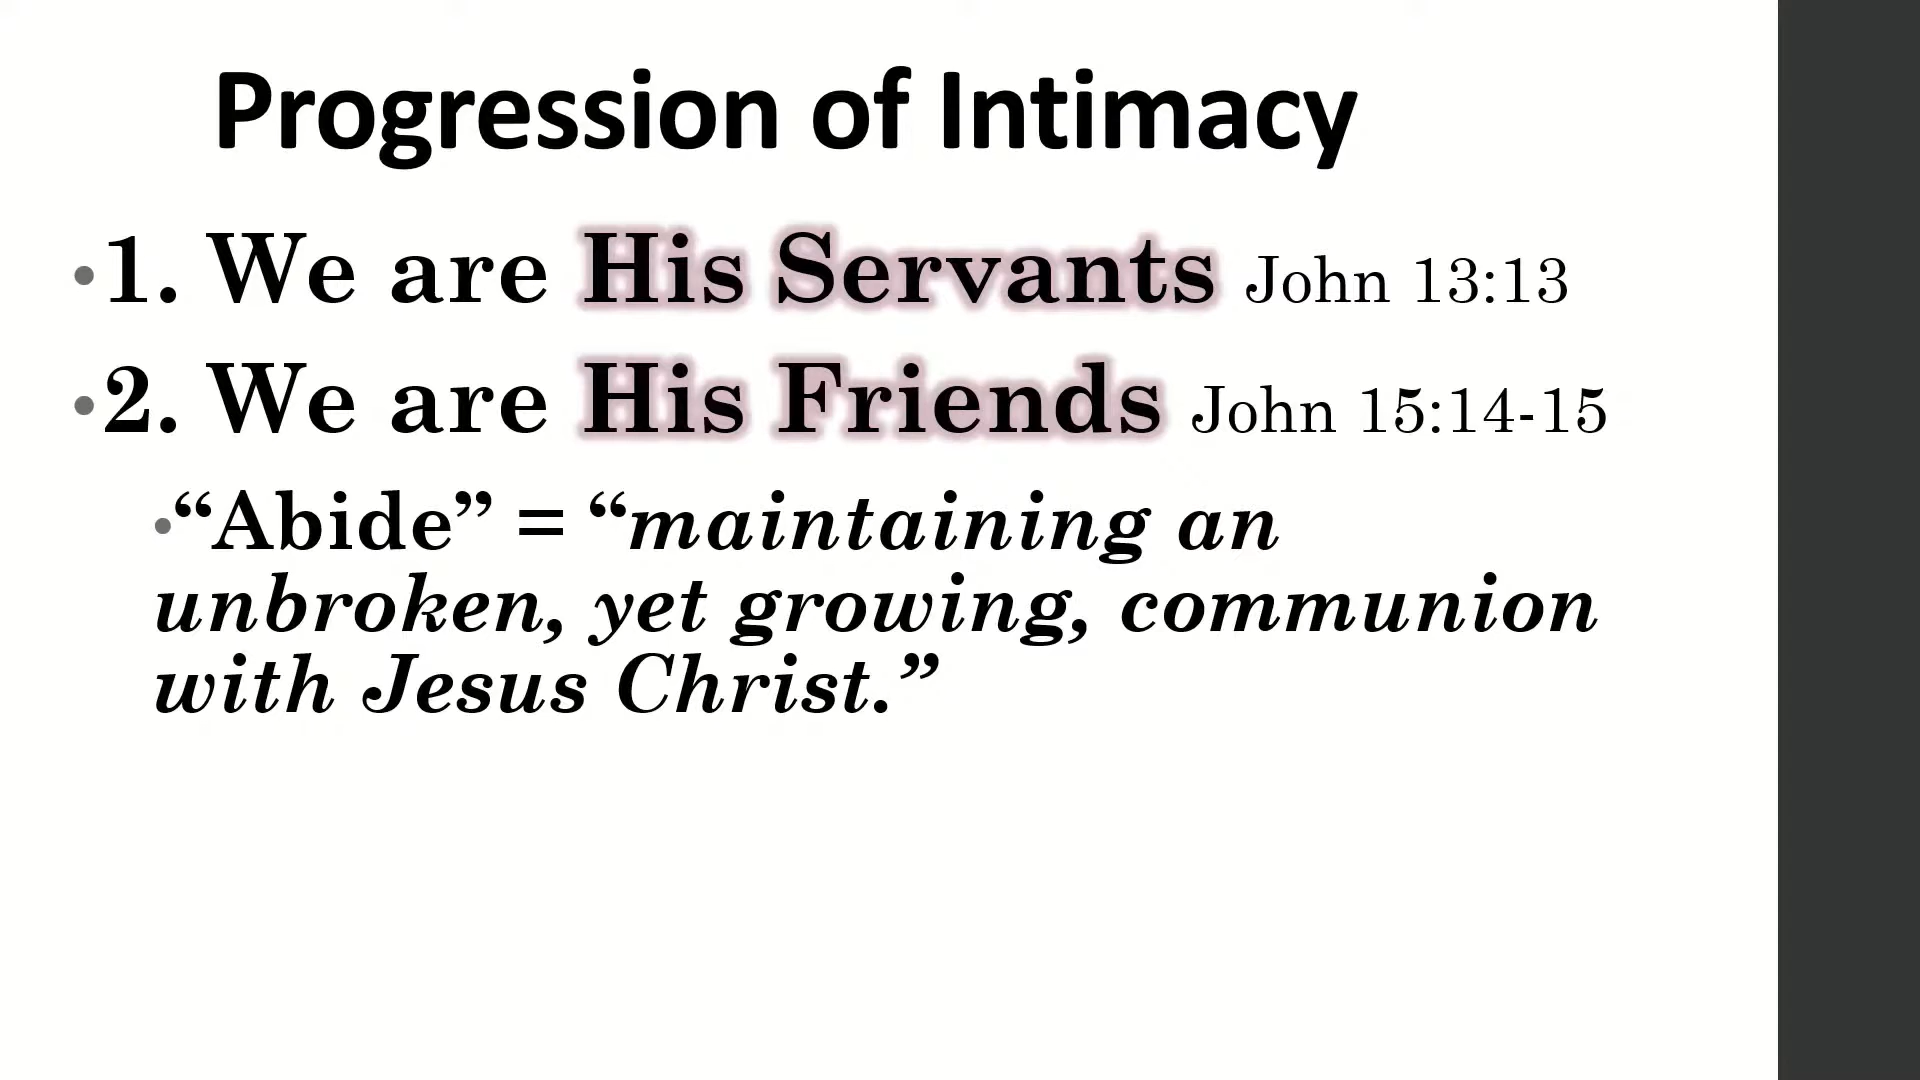 Progression of Intimacy
•1. We are His Servants John 13:13
•2. We are His Friends John 15:14-15
•“Abide” = “maintaining an
unbroken, yet growing, communion
with Jesus Christ.”